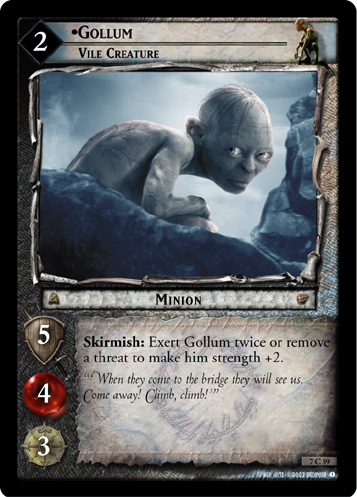 2
•Gollum
Vile Creature
Minion
5
4
3
Skirmish: Exert Gollum twice or remove
a threat to make him strength +2.
“‘When they come to the bridge they will see us.
Come away! Climb, climb!’”
7 C 59